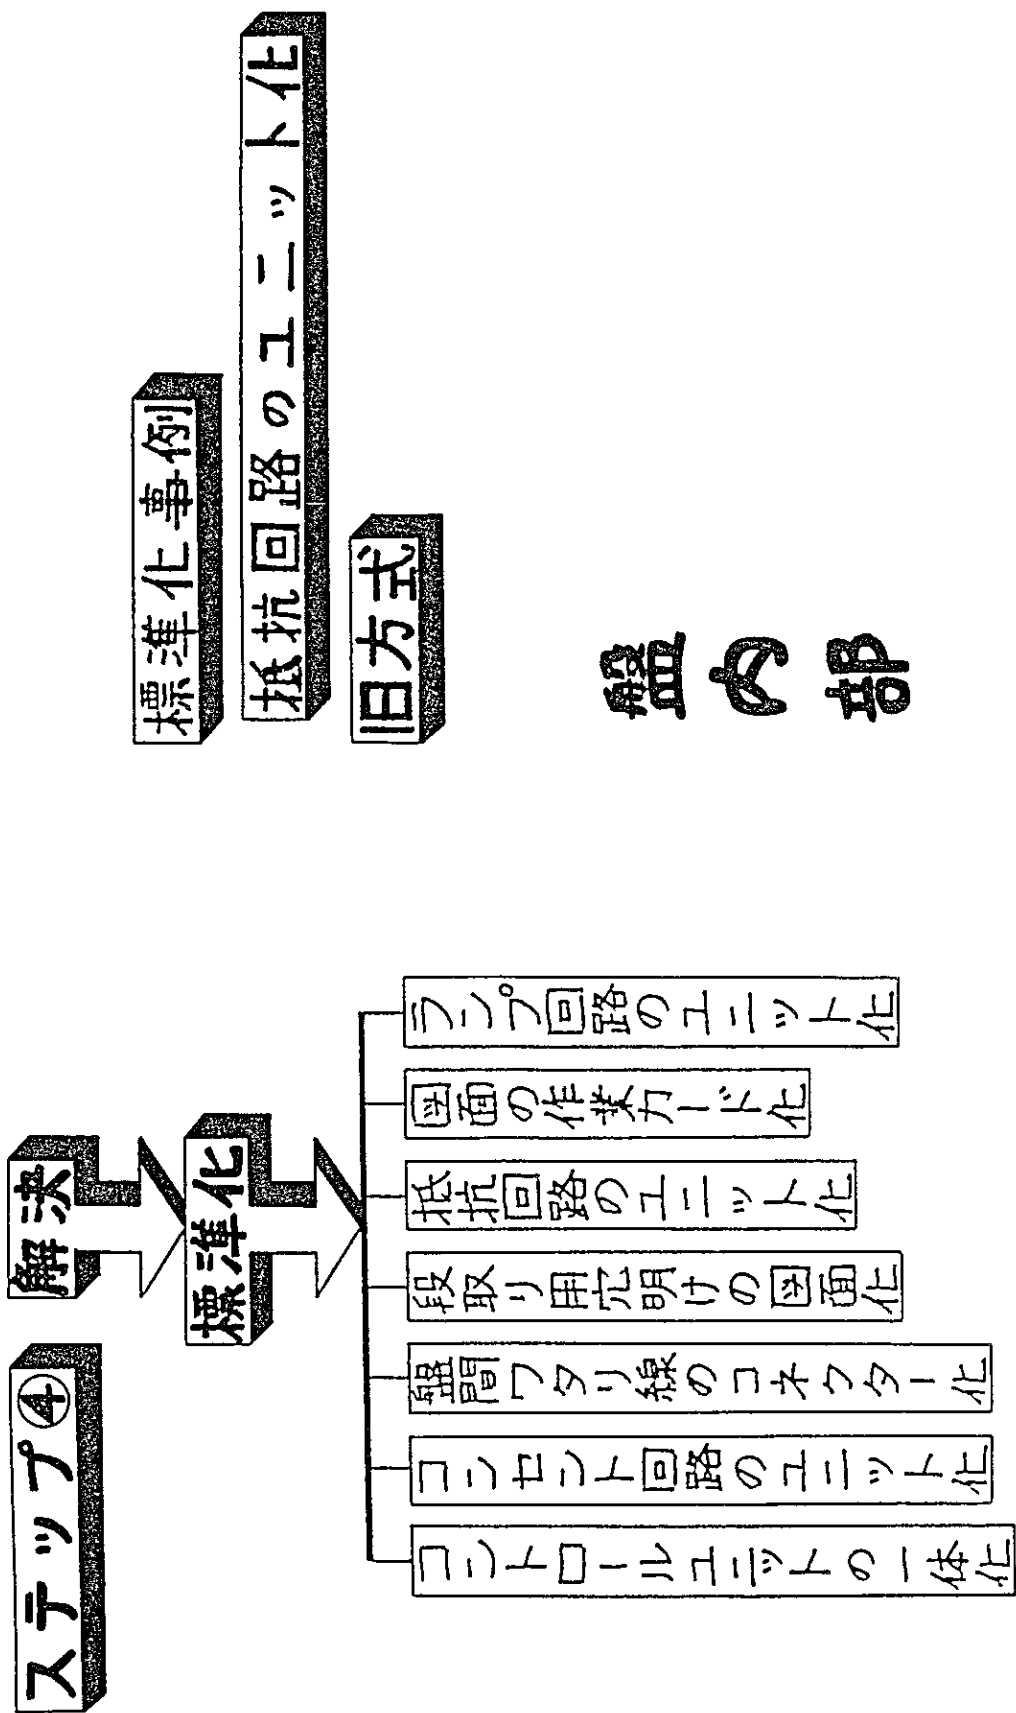 ステップ④
解決
標準化
コントロールユニットの一体化
コンセント回路のユニット化
盤間ワタリ線のコネクター化
段取り用穴明けの図面化
抵抗回路のユニット化
図面の作業カード化
ランプ回路のユニット化
標準化事例
抵抗回路のユニット化
旧方式
盤内部